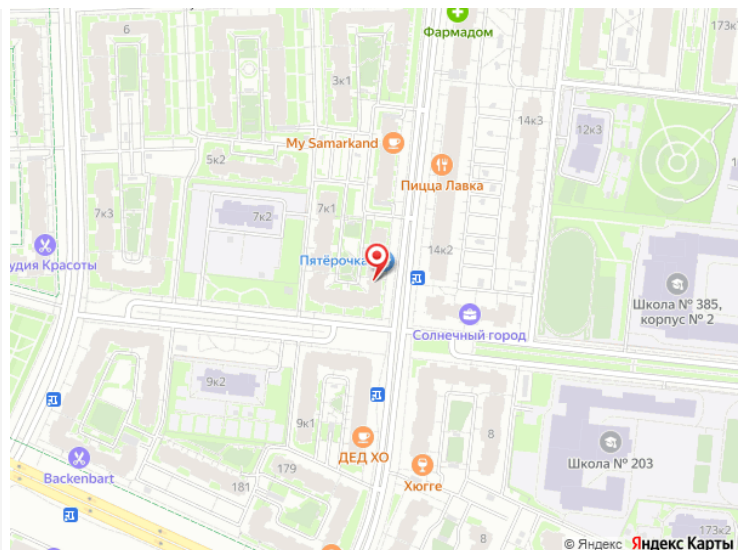 6
Фармадом
173к
3к1
14к3
12к3
My Samarkand
5к2
Пицца Лавка
7к3
7к2
7к1
14к2
удия Красоты
Пятёрочка
Школа № 385,
корпус № 2
Солнечный город
9к2
9к1
8
ДЕД ХО
Школа № 203
179
Backenbart
181
Хюгге
173к2
© Яндекс Яндекс Карты